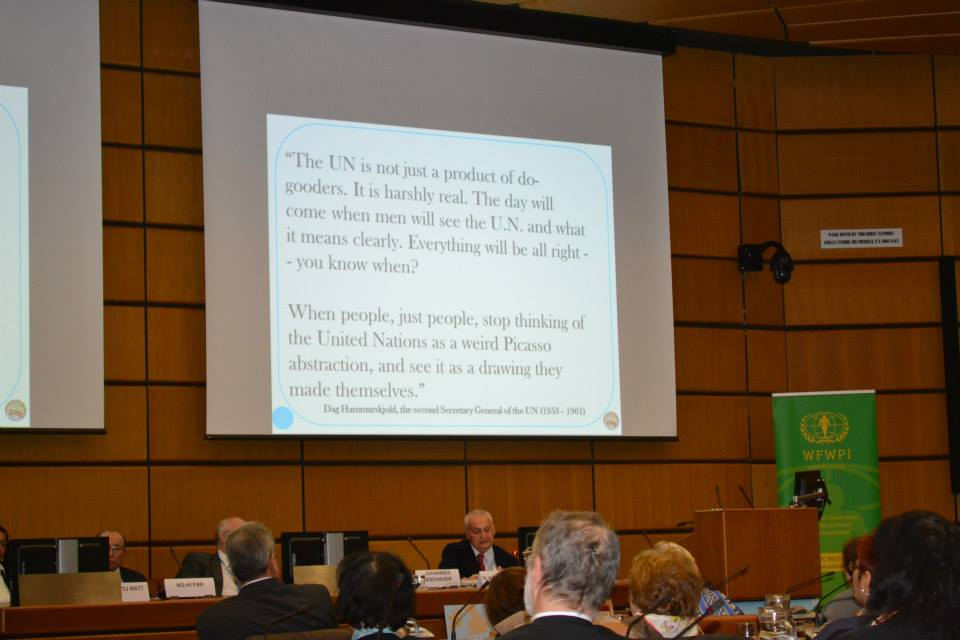 “The UN is not just a product of do-
gooders. It is harshly real. The day will
come when men will see the U.N. and what
it means clearly. Everything will be all right -
- you know when?
When people, just people, stop thinking of
the United Nations as a weird Picasso
abstraction, and see it as a drawing they
made themselves.”
Dag Hammarskjold, the second Secretary General of the UN (1953 - 1961)
WFWPI
NO-HI PAK